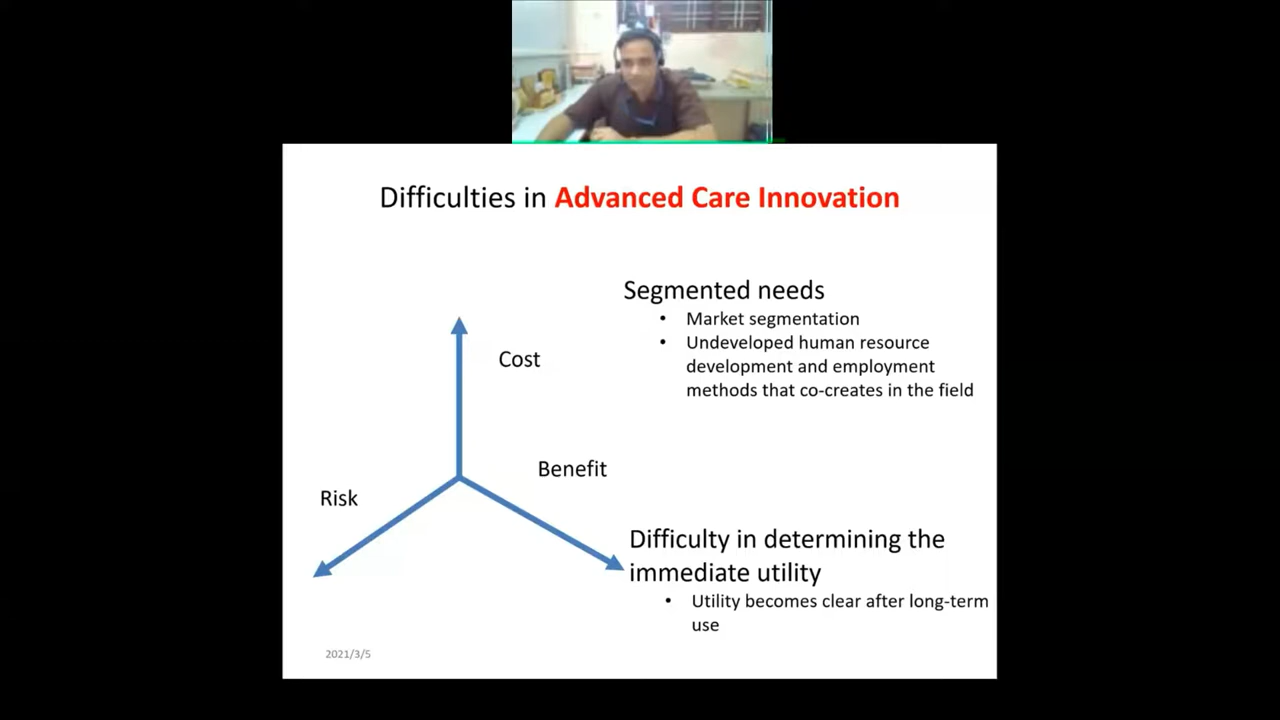 Difficulties in Advanced Care Innovation
Segmented needs
• Market segmentation
• Undeveloped human resource
development and employment
methods that co-creates in the field
Cost
Benefit
Risk
Difficulty in determining the
immediate utility
• Utility becomes clear after long-term
use
2021/3/5